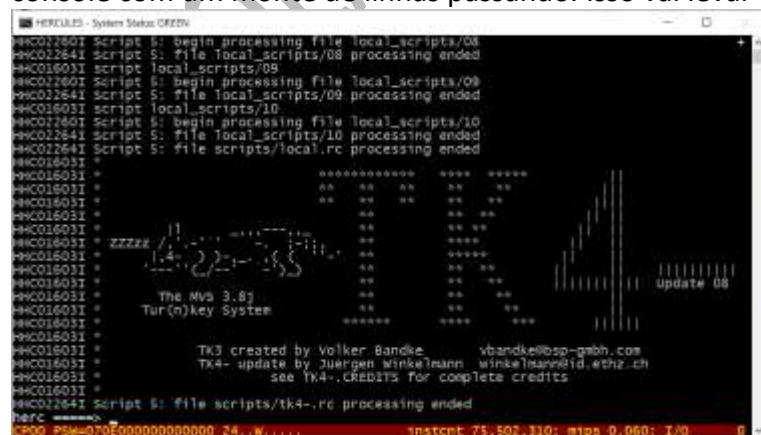 console com um monte de linhas passando. Isso vai levar
HERCULES - System Status: GREEN
HHC02260I Script 5: begin processing file local_scripts/08
HHC02264I Script 5: file local_scripts/08 processing ended
HHC01603I script local_scripts/09
HHC02260I Script 5: begin processing file local_scripts/09
HHC02264I Script 5: file local_scripts/09 processing ended
HHC01603I script local_scripts/10
HHC02260I Script 5: begin processing file local_scripts/10
HHC02264I Script 5: file local_scripts/10 processing ended
HHC02264I Script 5: file scripts/local.rc processing ended
HHC01603I *
HHC01603I *
HHC01603I *
HHC01603I *
HHC01603I *
HHC01603I * zzzzz
HHC01603I *
HHC01603I *
HHC01603I * Update 08
HHC01603I * The MVS 3.8j
HHC01603I * Tur(n)key System
HHC01603I *
HHC01603I *
HHC01603I * TK3 created by Volker Bandke vbandke@bsp-gmbh.com
HHC01603I * TK4- update by Juergen Winkelmann winkelmann@id.ethz.ch
HHC01603I * see TK4-.CREDITS for complete credits
HHC01603I *
HHC02264I Script 5: file scripts/tk4-.rc processing ended
herc =====>
CP00 PSW=070E000000000000 24..W..... instcnt 75,502,310; mips 0.060; I/O 0